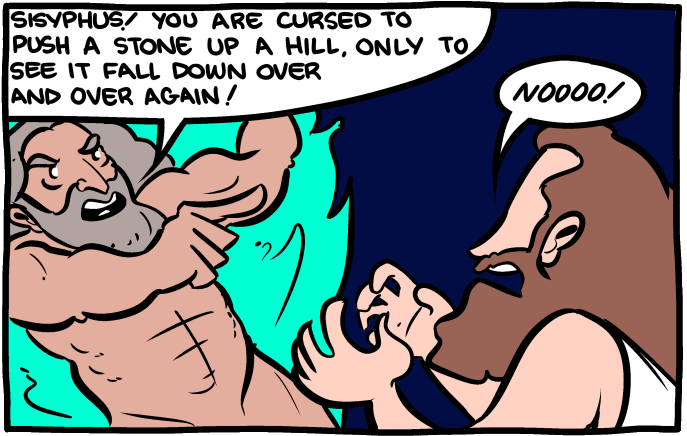 SISYPHUS! YOU ARE CURSED TO
PUSH A STONE UP A HILL, ONLY TO
SEE IT FALL DOWN OVER
AND OVER AGAIN!
NOOOO!